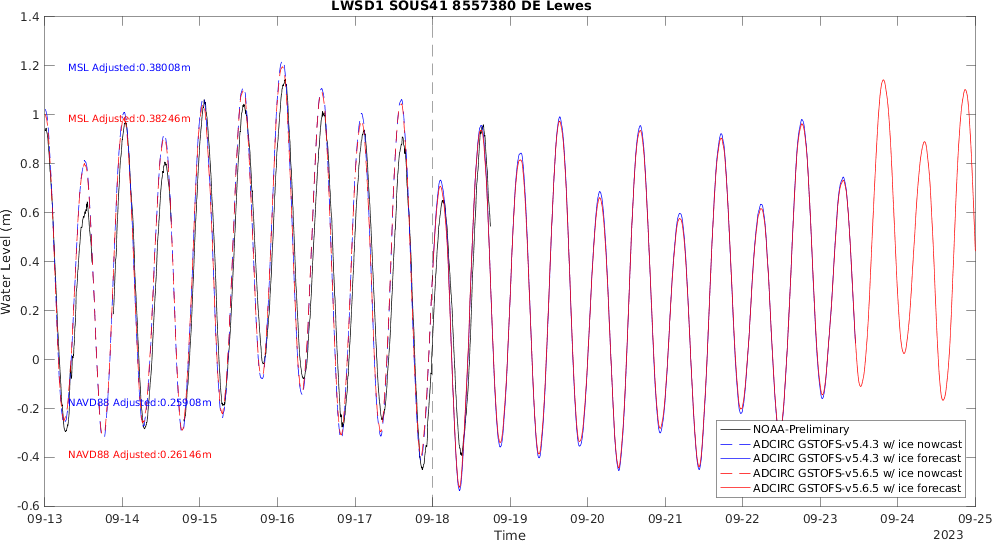 LWSD1 SOUS41 8557380 DE Lewes
1.4
1.2
1
0.8
0.6
0.4
0.2
0
-0.2
-0.4
-0.6
Water Level (m)
MSL Adjusted:0.38008m
MSL Adjusted:0.38246m
NAVD88 Adjusted:0.25908m
NAVD88 Adjusted:0.26146m
NOAA-Preliminary
ADCIRC GSTOFS-v5.4.3 w/ ice nowcast
ADCIRC GSTOFS-v5.4.3 w/ ice forecast
ADCIRC GSTOFS-v5.6.5 w/ ice nowcast
ADCIRC GSTOFS-v5.6.5 w/ ice forecast
09-13 09-14 09-15 09-16 09-17 09-18 09-19 09-20 09-21 09-22 09-23 09-24 09-25
Time
2023